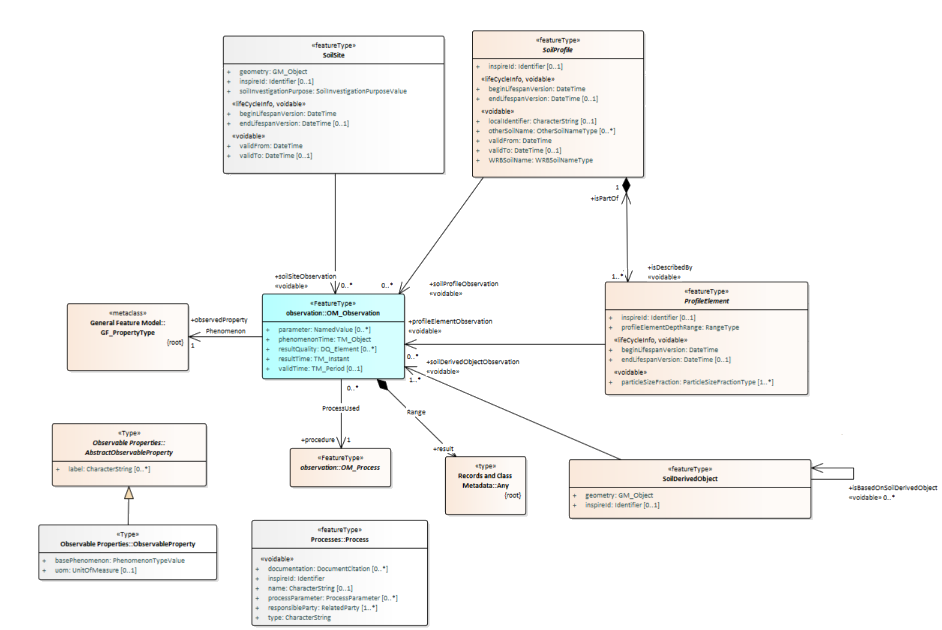 «featureType»
SoilSite
+ geometry: GM_Object
+ inspireId: Identifier [0..1]
+ soilInvestigationPurpose: SoilInvestigationPurposeValue
«lifeCycleInfo, voidable»
+ beginLifespanVersion: DateTime
+ endLifespanVersion: DateTime [0..1]
«voidable»
+ validFrom: DateTime
+ validTo: DateTime [0..1]
«featureType»
SoilProfile
+ inspireId: Identifier [0..1]
«lifeCycleInfo, voidable»
+ beginLifespanVersion: DateTime
+ endLifespanVersion: DateTime [0..1]
«voidable»
+ localIdentifier: CharacterString [0..1]
+ otherSoilName: OtherSoilNameType [0..*]
+ validFrom: DateTime
+ validTo: DateTime [0..1]
+ WRBSoilName: WRBSoilNameType
1
+isPartOf
+isDescribedBy
1..*
«voidable»
+soilSiteObservation
«voidable»
0..*
0..*
+soilProfileObservation
«voidable»
«metaclass»
General Feature Model::
GF_PropertyType
{root}
+observedProperty
Phenomenon
1
«FeatureType»
observation::OM_Observation
+ parameter: NamedValue [0..*]
+ phenomenonTime: TM_Object
+ resultQuality: DQ_Element [0..*]
+ resultTime: TM_Instant
+ validTime: TM_Period [0..1]
+profileElementObservation
«voidable»
0..*
+soilDerivedObjectObservation
«voidable»
1..*
«featureType»
ProfileElement
+ inspireId: Identifier [0..1]
+ profileElementDepthRange: RangeType
«lifeCycleInfo, voidable»
+ beginLifespanVersion: DateTime
+ endLifespanVersion: DateTime [0..1]
«voidable»
+ particleSizeFraction: ParticleSizeFractionType [1..*]
0..*
ProcessUsed
+procedure
1
Range
+result
«FeatureType»
observation::OM_Process
«type»
Records and Class
Metadata::Any
{root}
«Type»
Observable Properties::
AbstractObservableProperty
+ label: CharacterString [0..*]
«featureType»
SoilDerivedObject
+ geometry: GM_Object
+ inspireId: Identifier [0..1]
+isBasedOnSoilDerivedObject
«voidable» 0..*
«Type»
Observable Properties::ObservableProperty
+ basePhenomenon: PhenomenonTypeValue
+ uom: UnitOfMeasure [0..1]
«featureType»
Processes::Process
«voidable»
+ documentation: DocumentCitation [0..*]
+ inspireId: Identifier
+ name: CharacterString [0..1]
+ processParameter: ProcessParameter [0..*]
+ responsibleParty: RelatedParty [1..*]
+ type: CharacterString